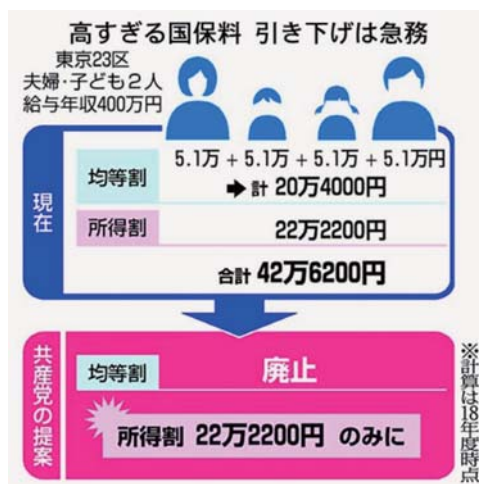 高すぎる国保料 引き下げは急務
東京23区
夫婦・子ども2人
給与年収400万円
現在
5.1万+5.1万+5.1万+5.1万円
均等割
➡計 20万4000円
所得割
22万2200円
合計 42万6200円
共産党の提案
均等割
廃止
所得割 22万2200円 のみに
※計算は18年度時点